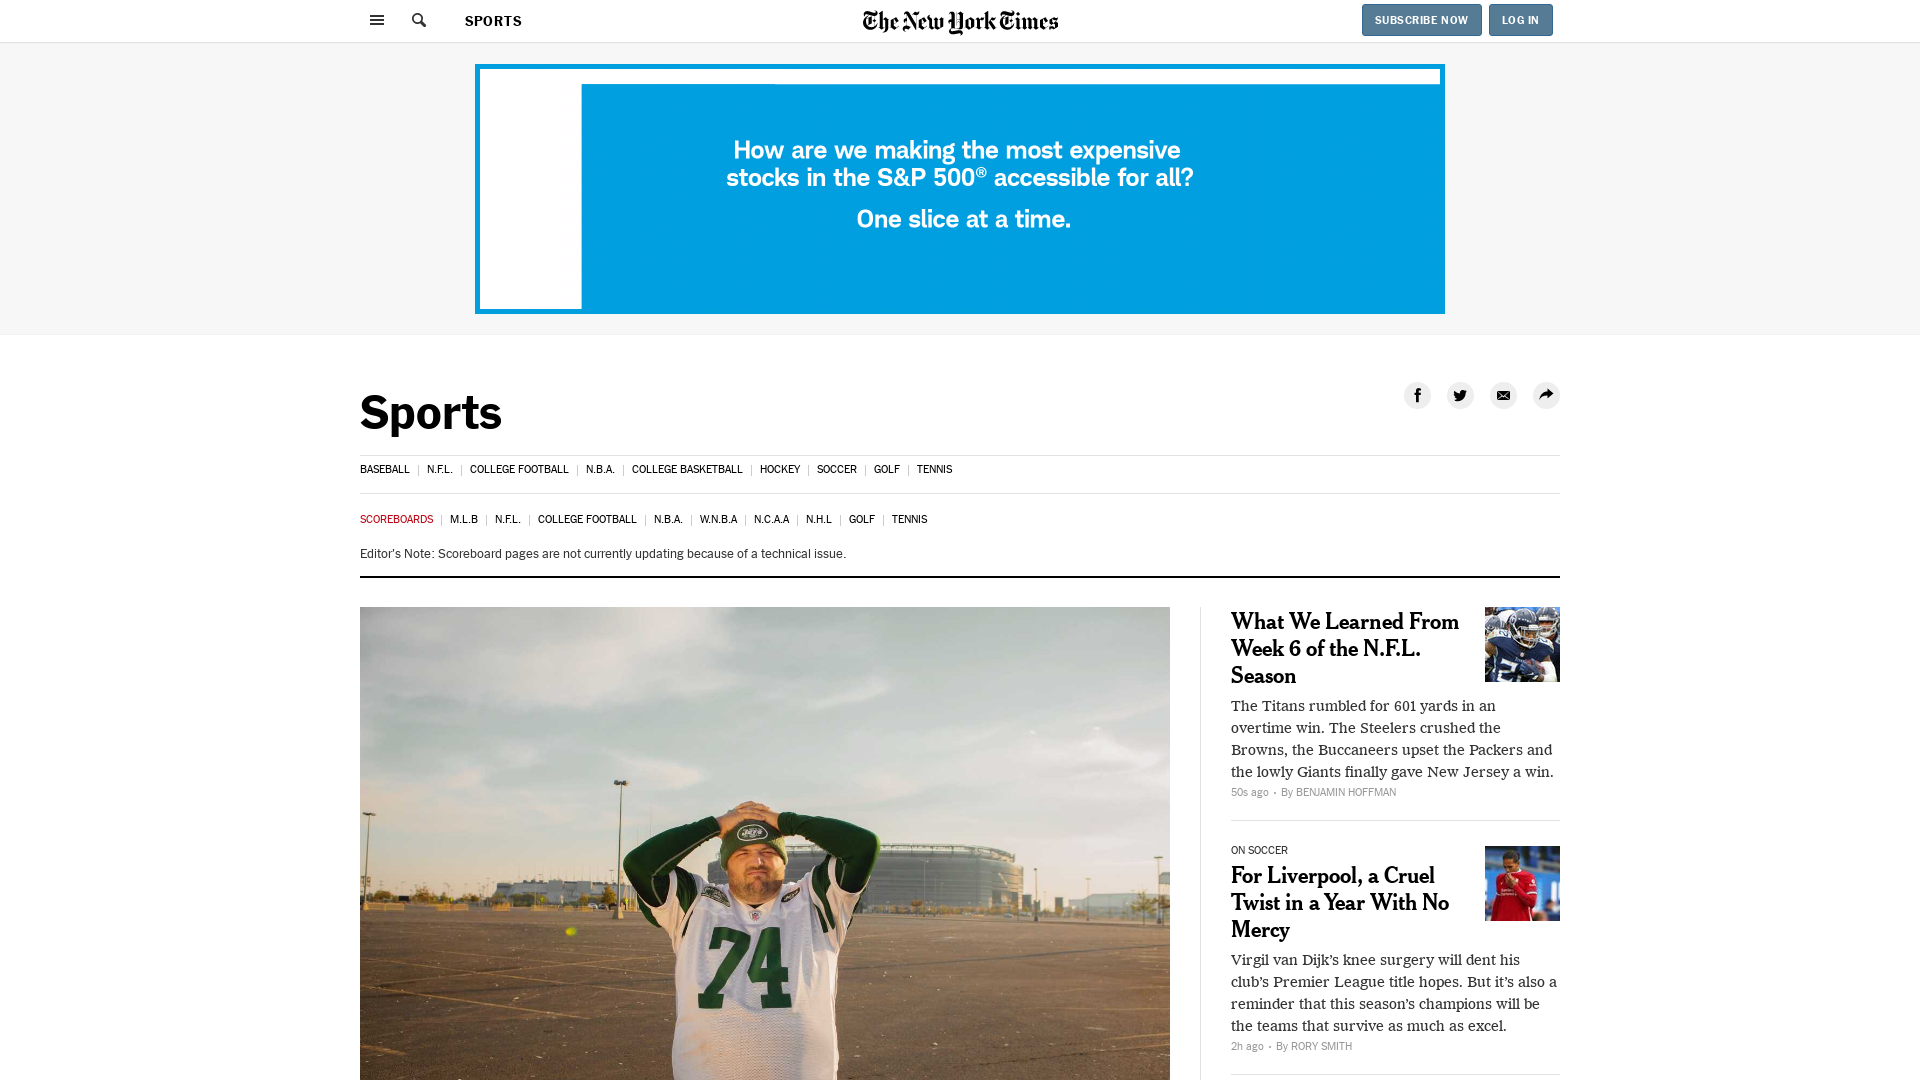 SPORTS
The New York Times
SUBSCRIBE NOW
LOG IN
How are we making the most expensive
stocks in the S&P 500® accessible for all?
One slice at a time.
Sports
BASEBALL | N.F.L. | COLLEGE FOOTBALL | N.B.A. | COLLEGE BASKETBALL | HOCKEY | SOCCER | GOLF | TENNIS
SCOREBOARDS | M.L.B | N.F.L. | COLLEGE FOOTBALL | N.B.A. | W.N.B.A | N.C.A.A | N.H.L | GOLF | TENNIS
Editor's Note: Scoreboard pages are not currently updating because of a technical issue.
JETS
74
What We Learned From
Week 6 of the N.F.L.
Season
The Titans rumbled for 601 yards in an
overtime win. The Steelers crushed the
Browns, the Buccaneers upset the Packers and
the lowly Giants finally gave New Jersey a win.
50s ago • By BENJAMIN HOFFMAN
ON SOCCER
For Liverpool, a Cruel
Twist in a Year With No
Mercy
Virgil van Dijk’s knee surgery will dent his
club’s Premier League title hopes. But it’s also a
reminder that this season’s champions will be
the teams that survive as much as excel.
2h ago • By RORY SMITH